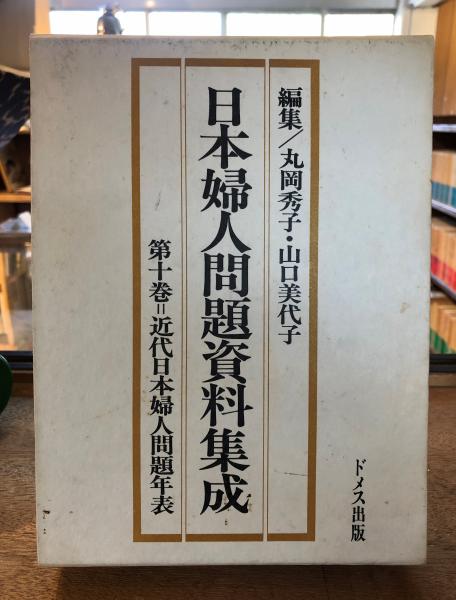 編集/丸岡秀子・山口美代子
日本婦人問題資料集成
第十巻=近代日本婦人問題年表
ドメス出版